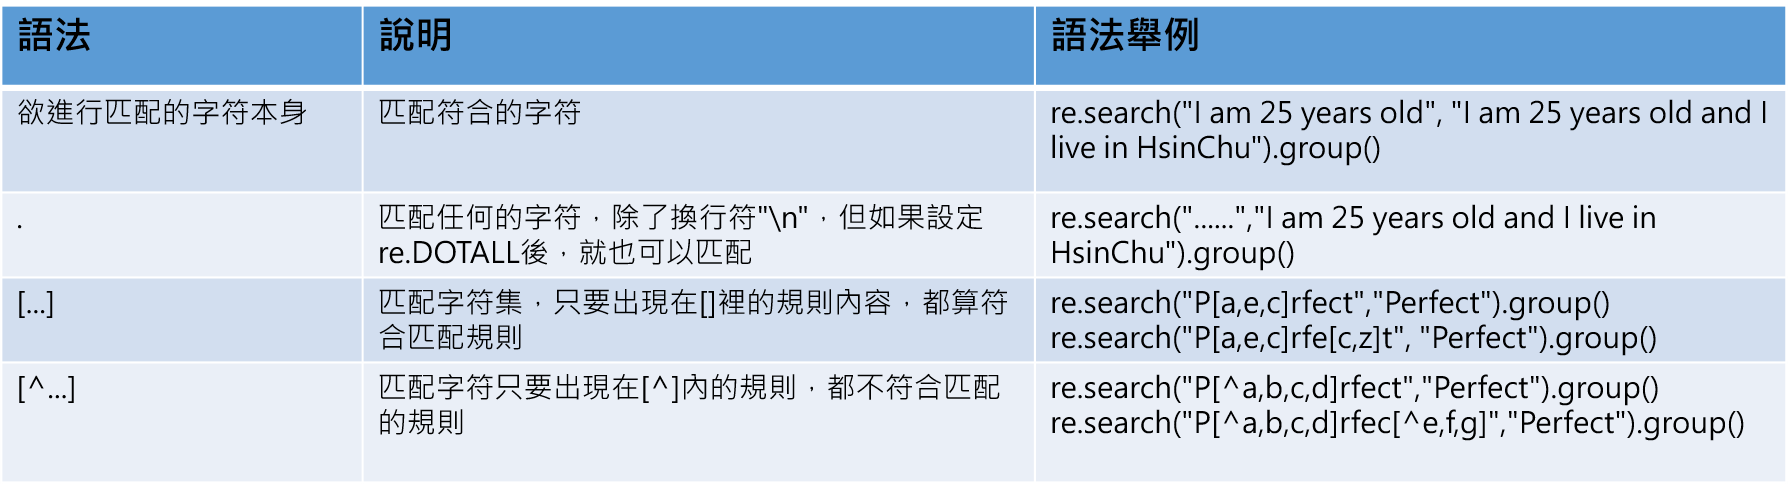 語法
說明
語法舉例
欲進行匹配的字符本身
匹配符合的字符
re.search("I am 25 years old", "I am 25 years old and I
live in HsinChu").group()
.
匹配任何的字符，除了換行符"\n"，但如果設定
re.DOTALL後，就也可以匹配
re.search("......","I am 25 years old and I live in
HsinChu").group()
[...]
匹配字符集，只要出現在[]裡的規則內容，都算符
合匹配規則
re.search("P[a,e,c]rfect","Perfect").group()
re.search("P[a,e,c]rfe[c,z]t", "Perfect").group()
[^...]
匹配字符只要出現在[^]內的規則，都不符合匹配
的規則
re.search("P[^a,b,c,d]rfect","Perfect").group()
re.search("P[^a,b,c,d]rfec[^e,f,g]","Perfect").group()